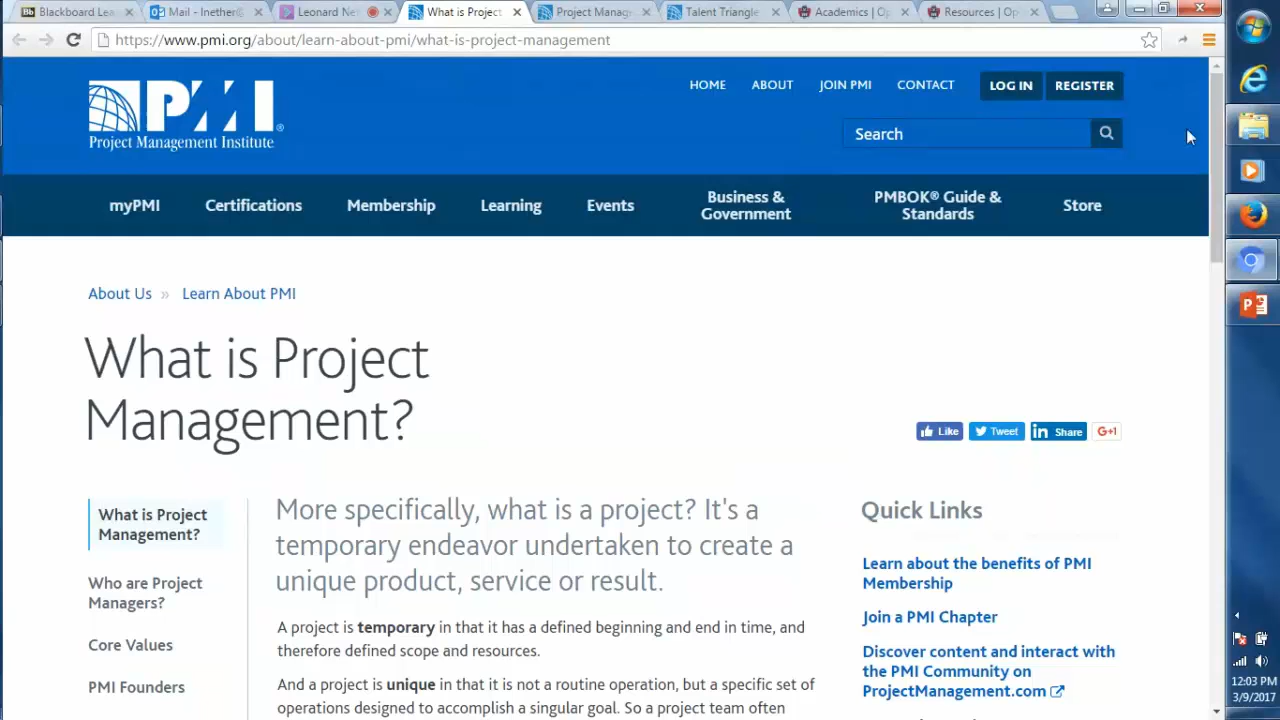 Blackboard Lea
Mail - Inether@
Leonard Ne
What is Project
Project Manag
Talent Triangle
Academics | Op
Resources | Op
https://www.pmi.org/about/learn-about-pmi/what-is-project-management
HOME ABOUT JOIN PMI CONTACT LOG IN REGISTER
PMI
Project Management Institute®
Search
myPMI Certifications Membership Learning Events Business & Government PMBOK® Guide & Standards Store
About Us » Learn About PMI
What is Project
Management?
Like Tweet in Share G+1
What is Project
Management?
Who are Project
Managers?
Core Values
PMI Founders
More specifically, what is a project? It's a
temporary endeavor undertaken to create a
unique product, service or result.
A project is temporary in that it has a defined beginning and end in time, and
therefore defined scope and resources.
And a project is unique in that it is not a routine operation, but a specific set of
operations designed to accomplish a singular goal. So a project team often
Quick Links
Learn about the benefits of PMI
Membership
Join a PMI Chapter
Discover content and interact with
the PMI Community on
ProjectManagement.com
12:03 PM
3/9/2017